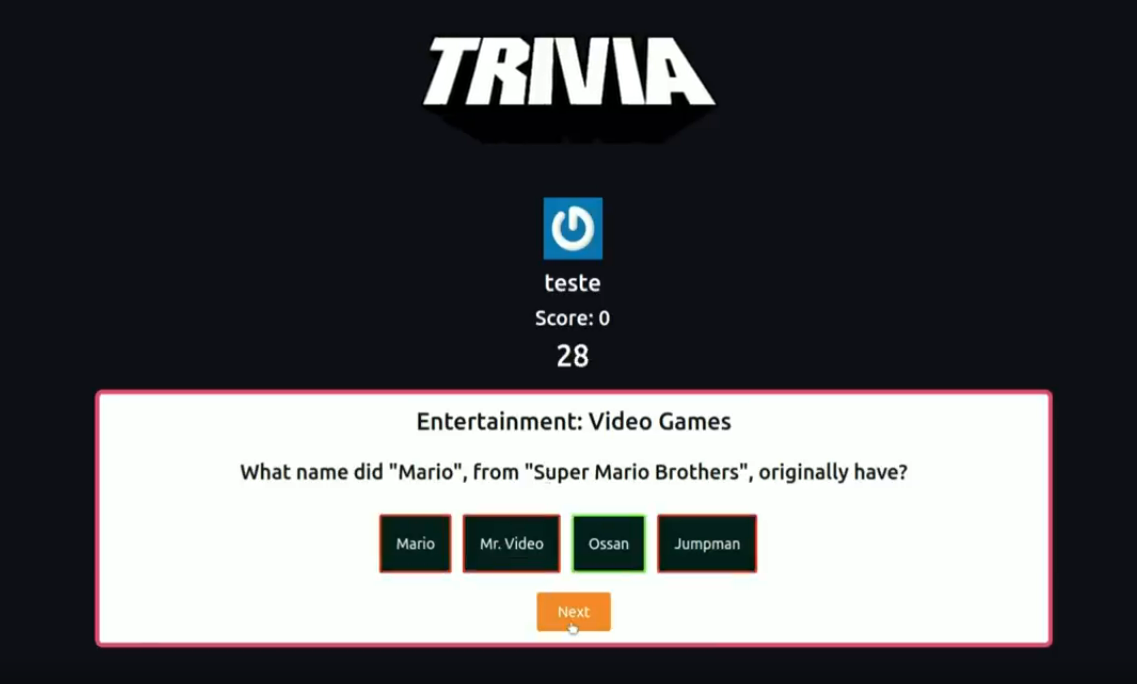 TRIVIA
teste
Score: 0
28
Entertainment: Video Games
What name did "Mario", from "Super Mario Brothers", originally have?
Mario Mr. Video Ossan Jumpman
Next